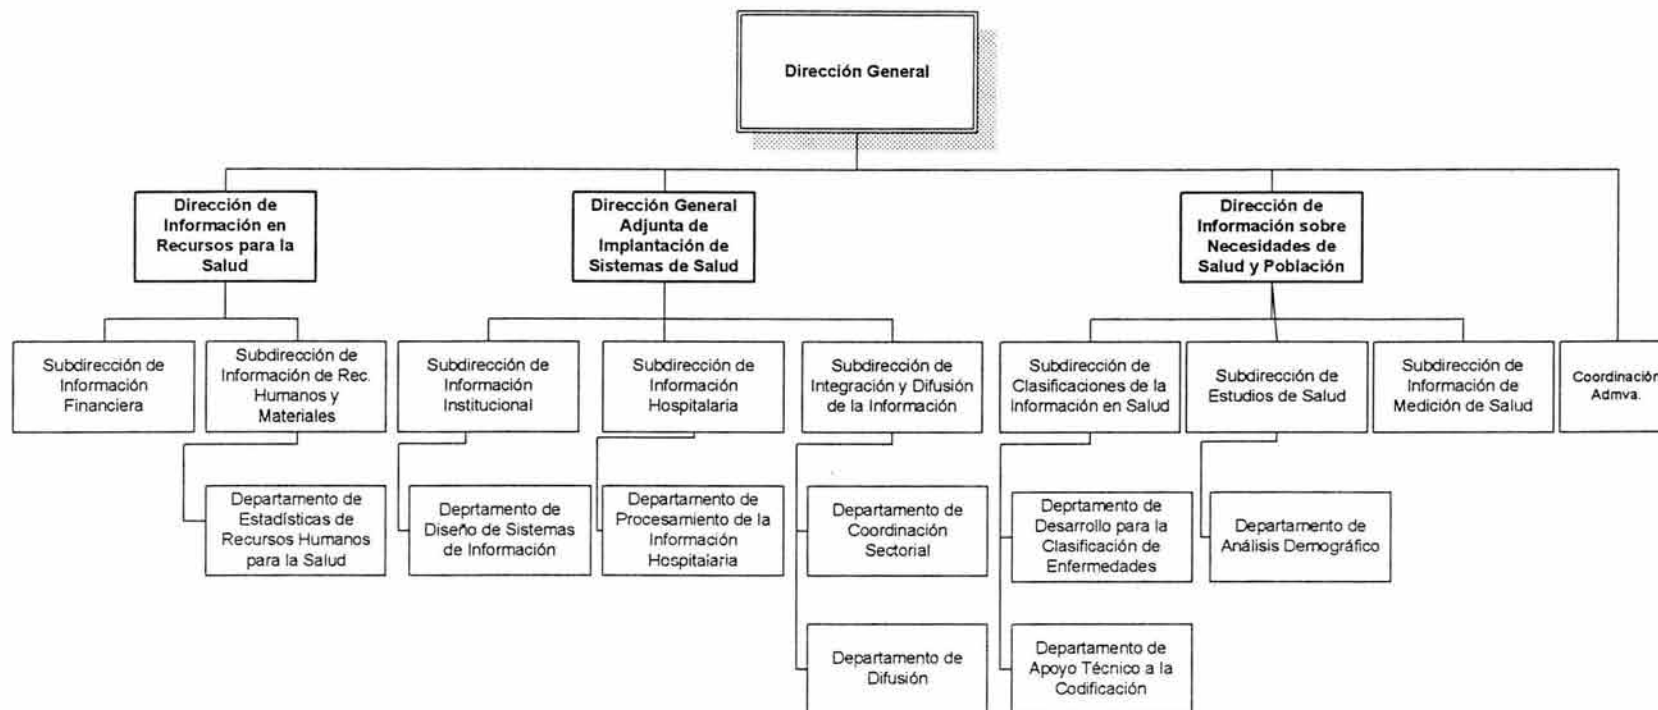 Dirección General
Dirección de
Información en
Recursos para la
Salud
Dirección General
Adjunta de
Implantación de
Sistemas de Salud
Dirección de
Información sobre
Necesidades de
Salud y Población
Subdirección de
Información
Financiera
Subdirección de
Información de Rec.
Humanos y
Materiales
Subdirección de
Información
Institucional
Subdirección de
Información
Hospitalaria
Subdirección de
Integración y Difusión
de la Información
Subdirección de
Clasificaciones de la
Información en Salud
Subdirección de
Estudios de Salud
Subdirección de
Información de
Medición de Salud
Coordinación
Admva.
Departamento de
Estadísticas de
Recursos Humanos
para la Salud
Deprtamento de
Diseño de Sistemas
de Información
Departamento de
Procesamiento de la
Información
Hospitalaria
Departamento de
Coordinación
Sectorial
Deprtamento de
Desarrollo para la
Clasificación de
Enfermedades
Departamento de
Análisis Demográfico
Departamento de
Difusión
Departamento de
Apoyo Técnico a la
Codificación